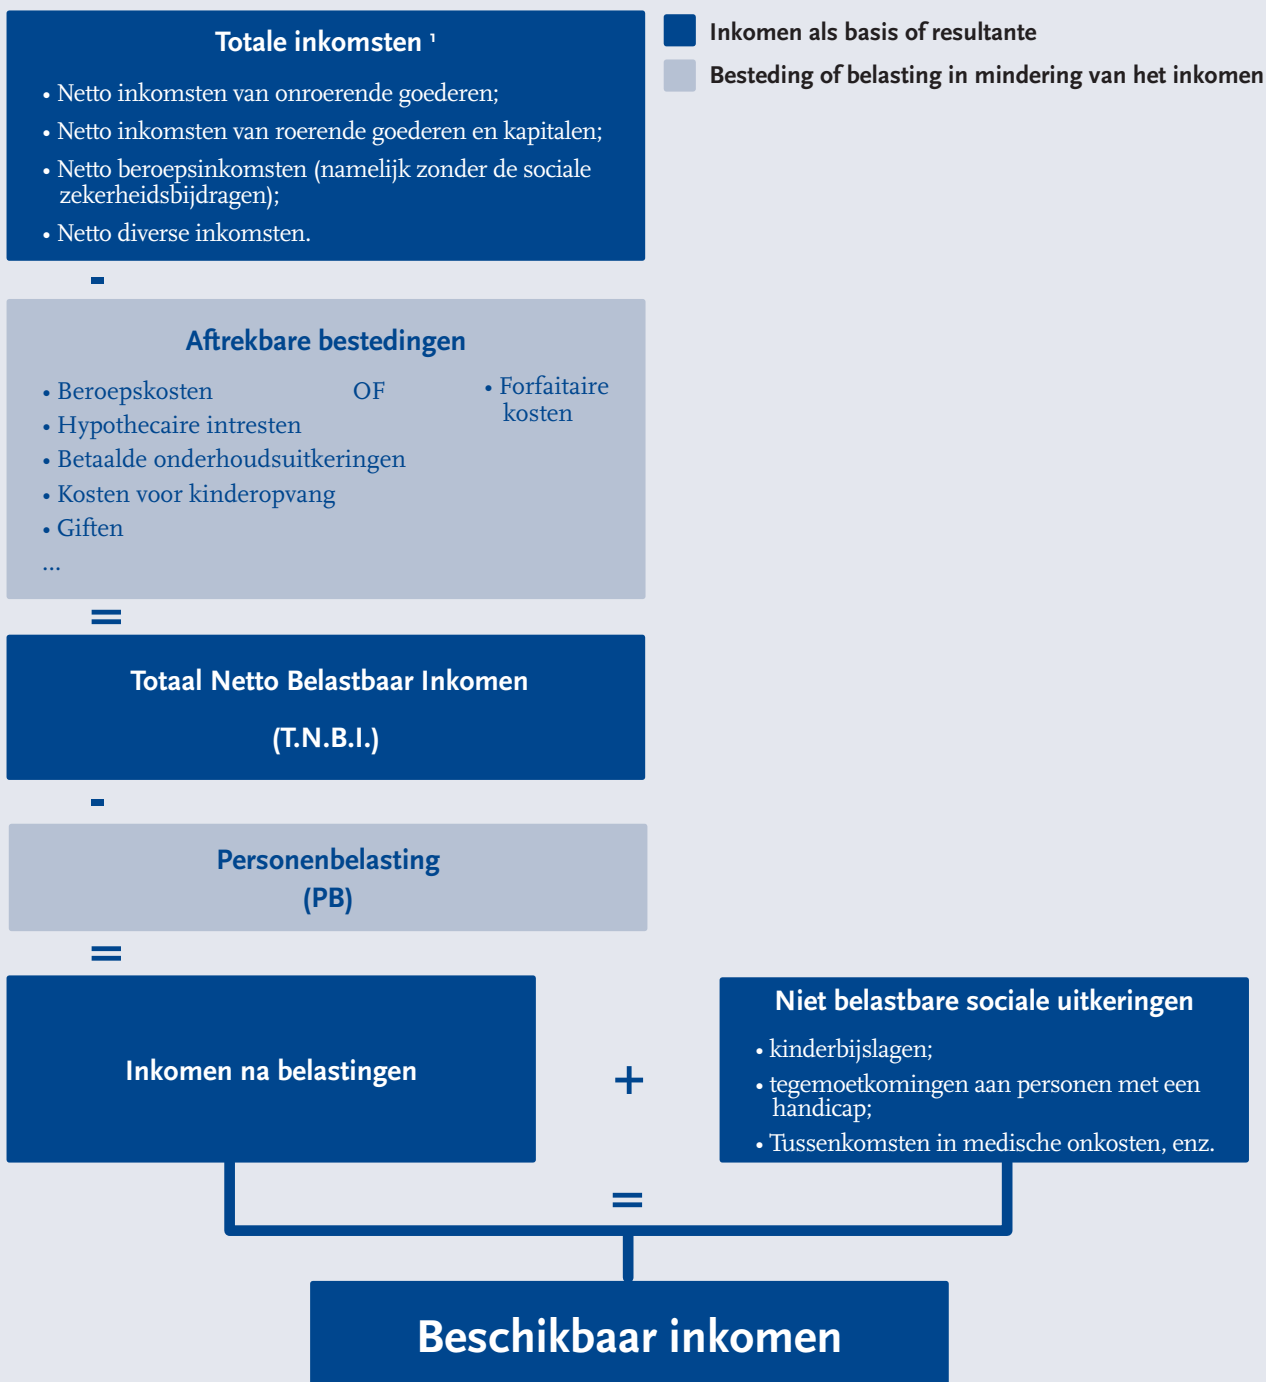 Totale inkomsten ¹
• Netto inkomsten van onroerende goederen;
• Netto inkomsten van roerende goederen en kapitalen;
• Netto beroepsinkomsten (namelijk zonder de sociale
zekerheidsbijdragen);
• Netto diverse inkomsten.
Inkomen als basis of resultante
Besteding of belasting in mindering van het inkomen
-
Aftrekbare bestedingen
• Beroepskosten OF • Forfaitaire
kosten
• Hypothecaire intresten
• Betaalde onderhoudsuitkeringen
• Kosten voor kinderopvang
• Giften
...
=
Totaal Netto Belastbaar Inkomen
(T.N.B.I.)
-
Personenbelasting
(PB)
=
Inkomen na belastingen
+
Niet belastbare sociale uitkeringen
• kinderbijslagen;
• tegemoetkomingen aan personen met een
handicap;
• Tussenkomsten in medische onkosten, enz.
=
Beschikbaar inkomen